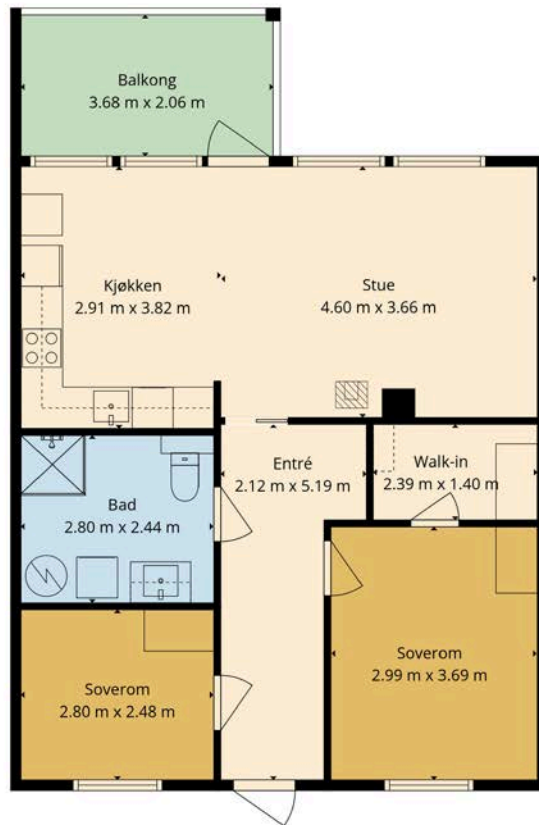 Balkong
3.68 m x 2.06 m
Kjøkken
2.91 m x 3.82 m
Stue
4.60 m x 3.66 m
Entré
2.12 m x 5.19 m
Walk-in
2.39 m x 1.40 m
Bad
2.80 m x 2.44 m
Soverom
2.80 m x 2.48 m
Soverom
2.99 m x 3.69 m